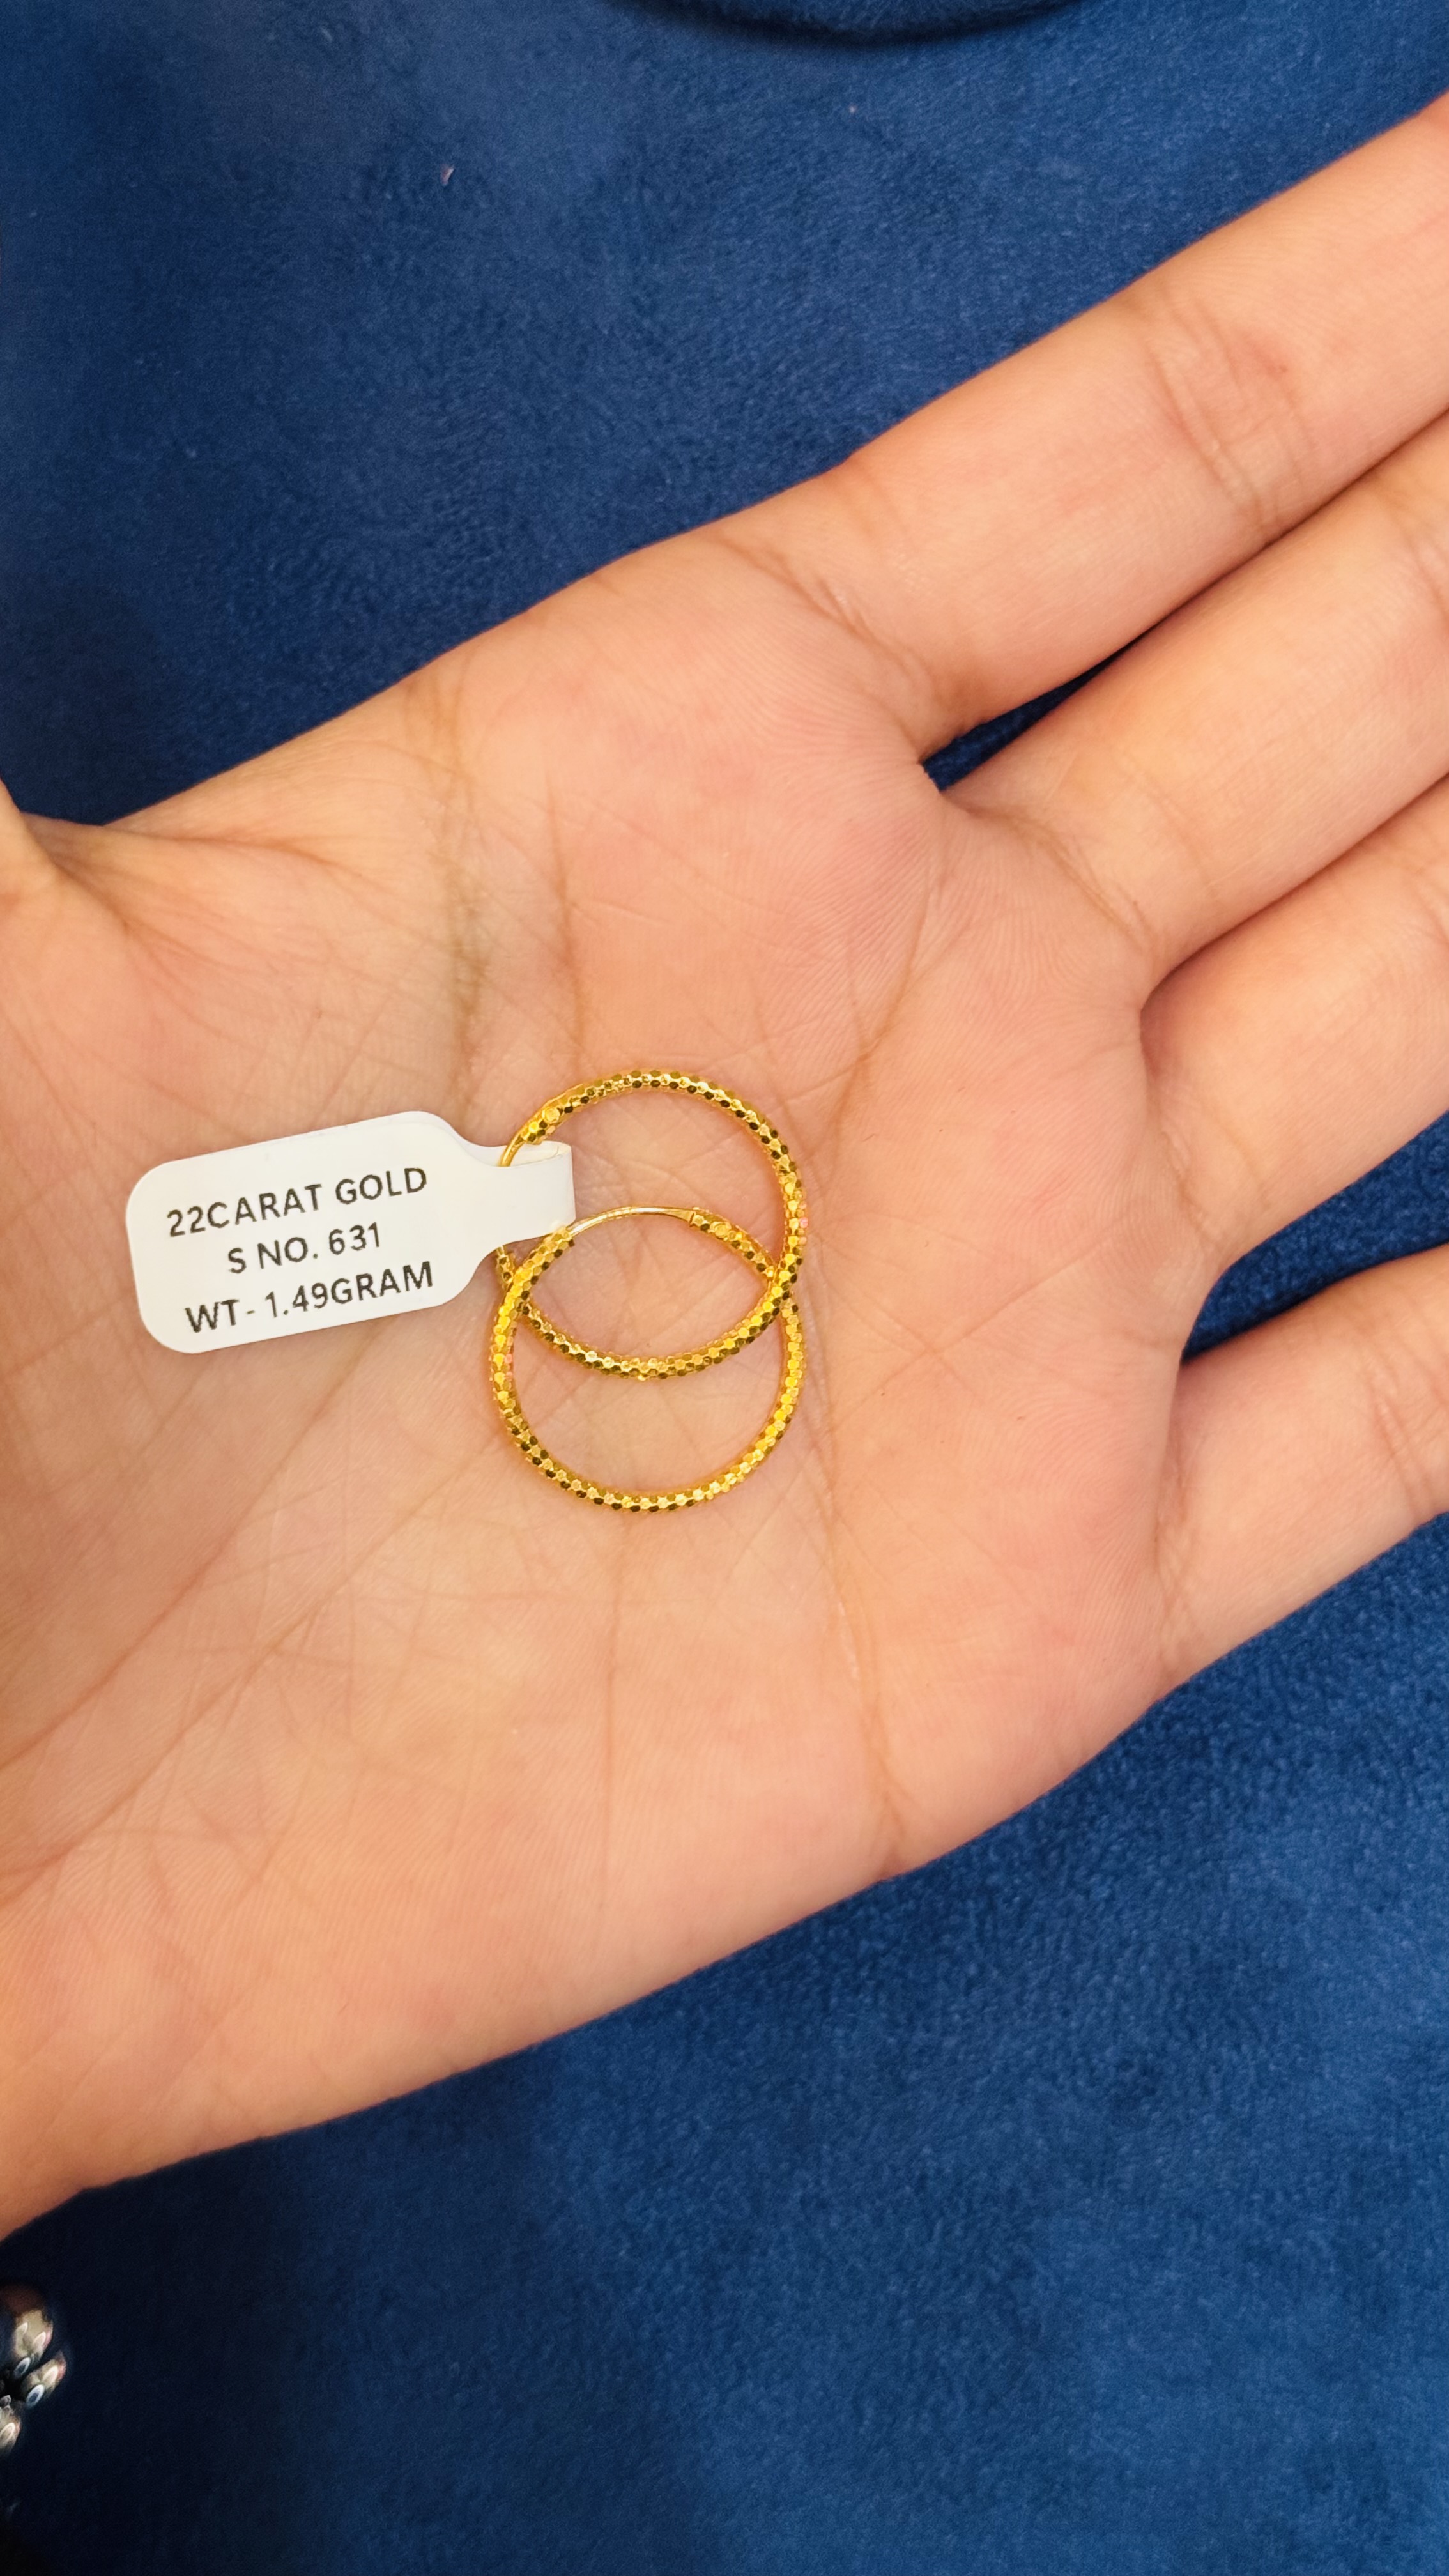 22CARAT GOLD
S NO. 631
WT- 1.49GRAM